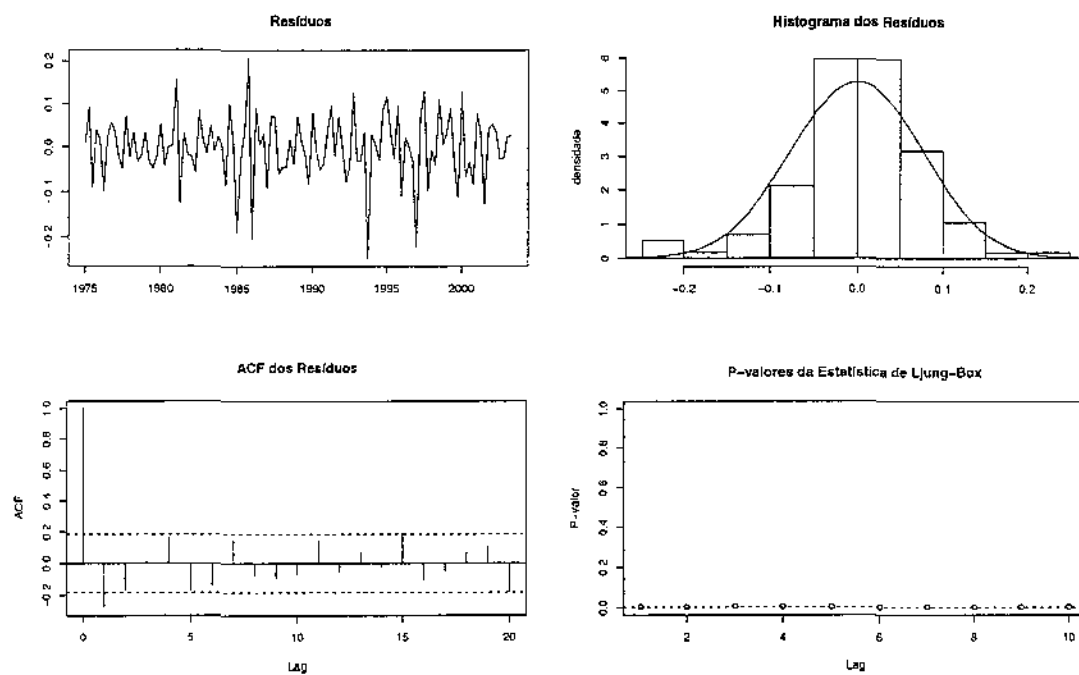 Resíduos
0.2
0.1
0.0
-0.1
-0.2
1975 1980 1985 1990 1995 2000
Histograma dos Resíduos
densidade
6
5
4
3
2
1
0
-0.2 -0.1 0.0 0.1 0.2
ACF dos Resíduos
ACF
1.0
0.8
0.6
0.4
0.2
0.0
-0.2
0 5 10 15 20
Lag
P-valores da Estatística de Ljung-Box
P-valor
1.0
0.8
0.6
0.4
0.2
0.0
2 4 6 8 10
Lag